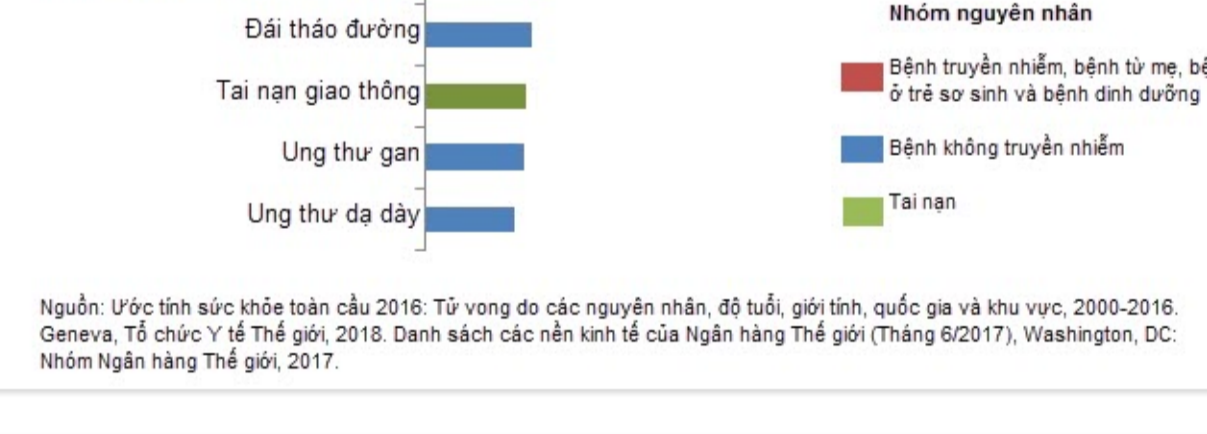 Đái tháo đường
Tai nạn giao thông
Ung thư gan
Ung thư dạ dày
Nhóm nguyên nhân
Bệnh truyền nhiễm, bệnh từ mẹ,
ở trẻ sơ sinh và bệnh dinh dưỡng
Bệnh không truyền nhiễm
Tai nạn
Nguồn: Ước tính sức khỏe toàn cầu 2016: Tử vong do các nguyên nhân, độ tuổi, giới tính, quốc gia và khu vực, 2000-2016.
Geneva, Tổ chức Y tế Thế giới, 2018. Danh sách các nền kinh tế của Ngân hàng Thế giới (Tháng 6/2017), Washington, DC:
Nhóm Ngân hàng Thế giới, 2017.